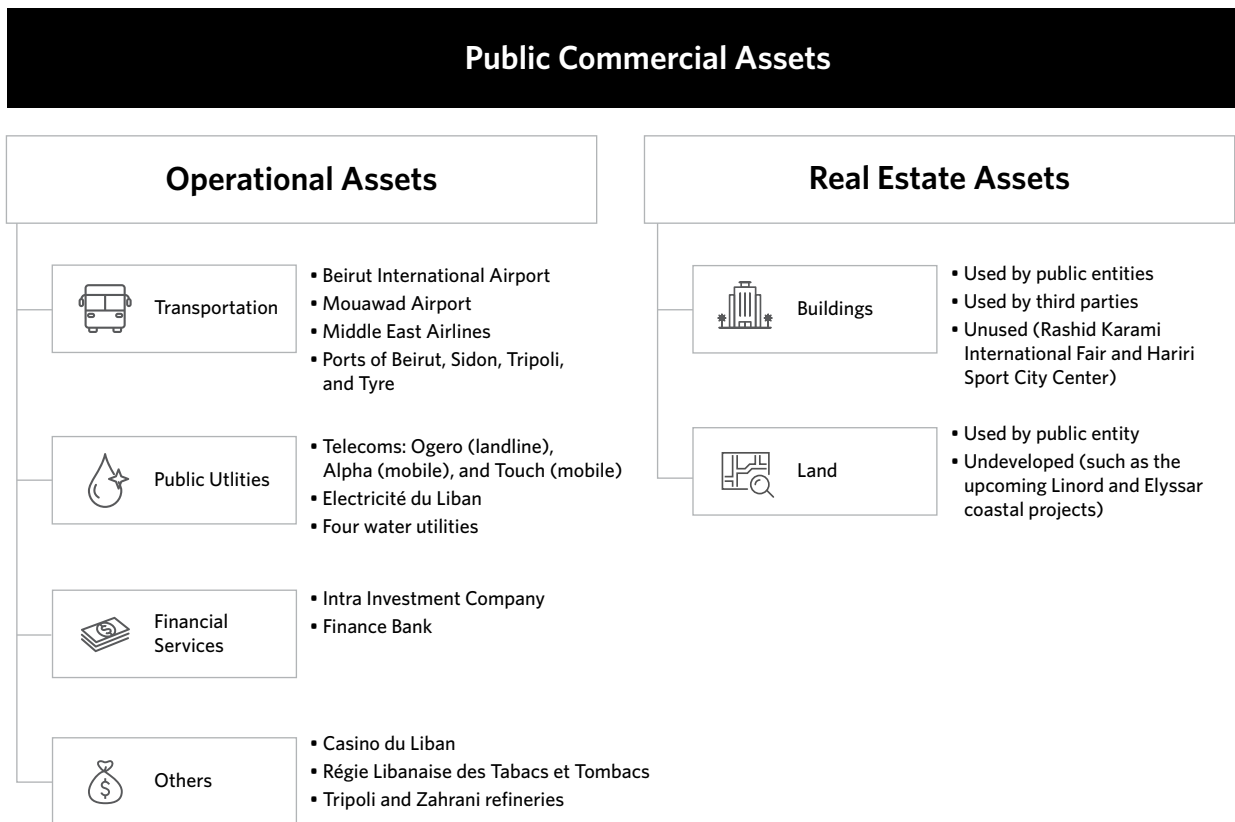 Public Commercial Assets
Operational Assets
Transportation
▪ Beirut International Airport
▪ Mouawad Airport
▪ Middle East Airlines
▪ Ports of Beirut, Sidon, Tripoli,
and Tyre
Public Utlities
▪ Telecoms: Ogero (landline),
Alpha (mobile), and Touch (mobile)
▪ Electricité du Liban
▪ Four water utilities
Financial
Services
▪ Intra Investment Company
▪ Finance Bank
Others
▪ Casino du Liban
▪ Régie Libanaise des Tabacs et Tombacs
▪ Tripoli and Zahrani refineries
Real Estate Assets
Buildings
▪ Used by public entities
▪ Used by third parties
▪ Unused (Rashid Karami
International Fair and Hariri
Sport City Center)
Land
▪ Used by public entity
▪ Undeveloped (such as the
upcoming Linord and Elyssar
coastal projects)